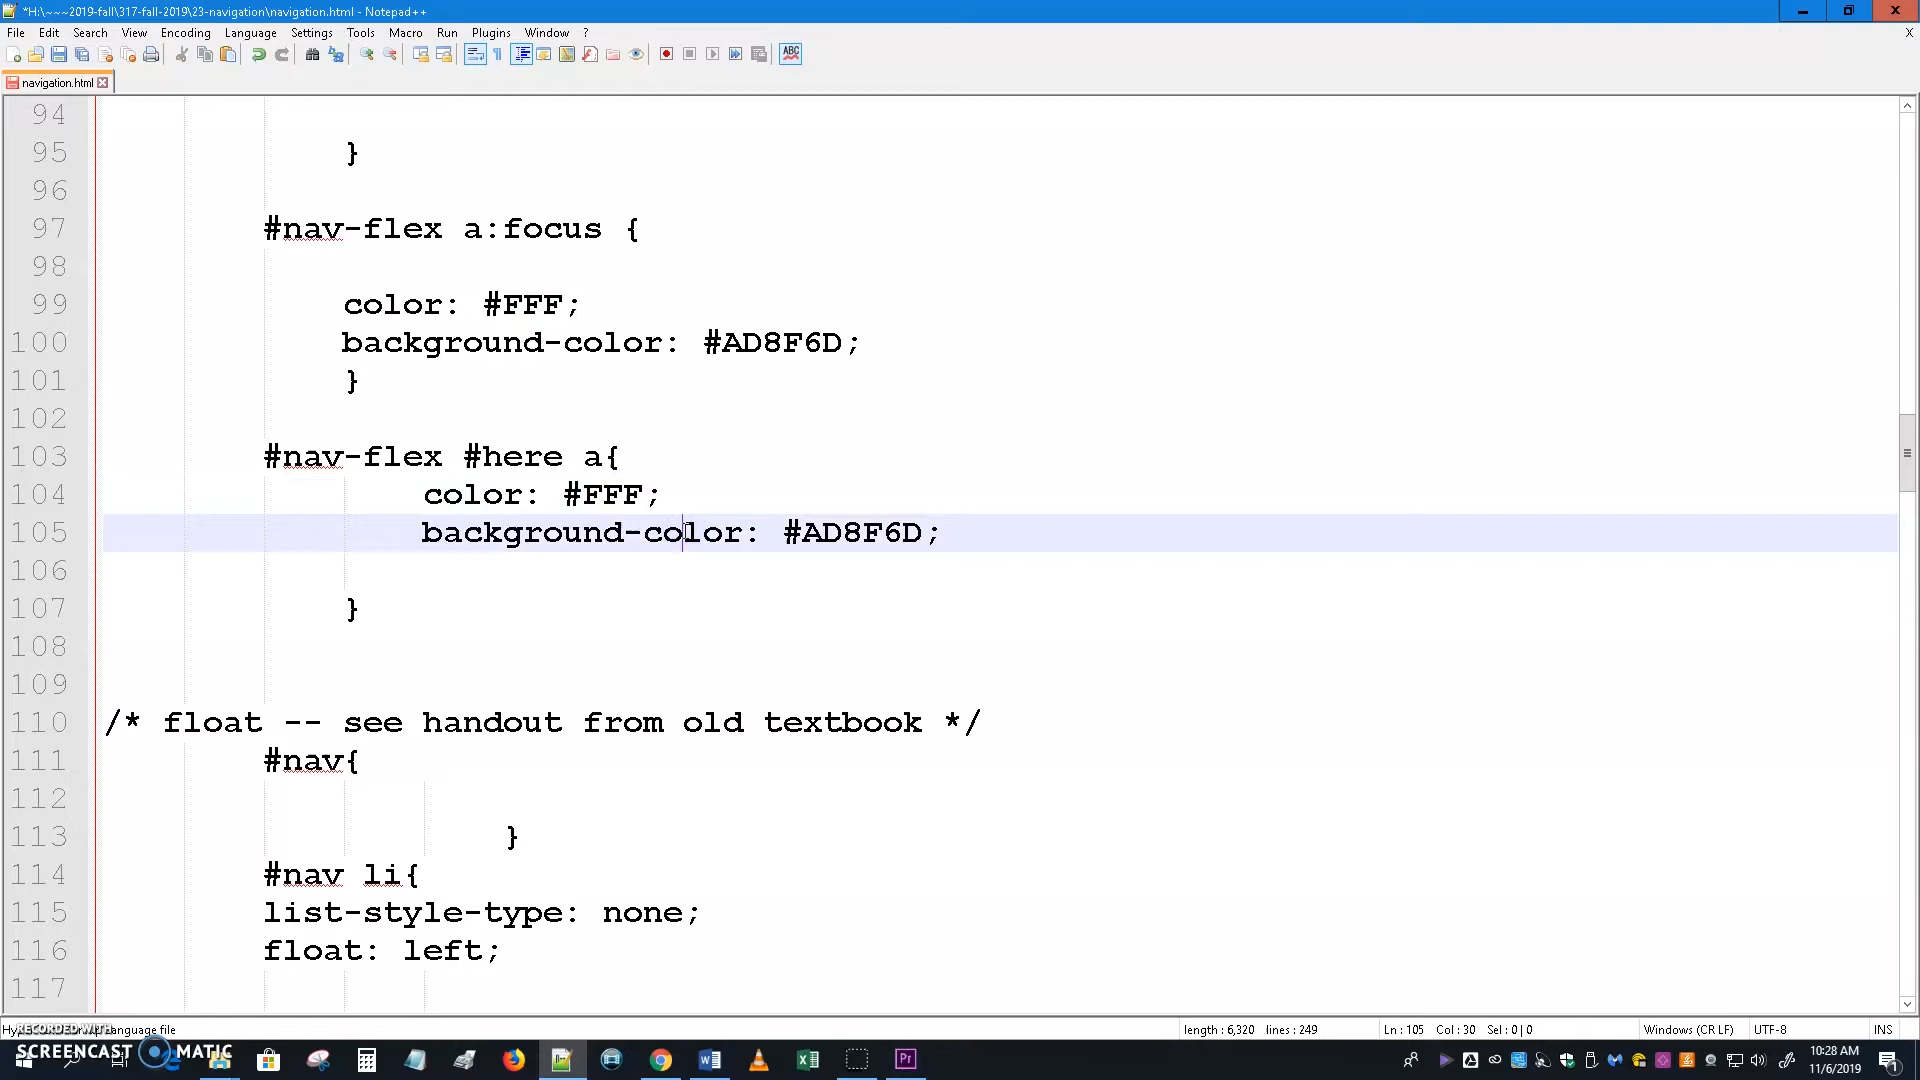 *H:\~~~2019-fall\317-fall-2019\23-navigation\navigation.html - Notepad++
File Edit Search View Encoding Language Settings Tools Macro Run Plugins Window ? X
navigation.html
94
95 }
96
97 #nav-flex a:focus {
98
99 color: #FFF;
100 background-color: #AD8F6D;
101 }
102
103 #nav-flex #here a{
104 color: #FFF;
105 background-color: #AD8F6D;
106
107 }
108
109
110 /* float -- see handout from old textbook */
111 #nav{
112
113 }
114 #nav li{
115 list-style-type: none;
116 float: left;
117
language file length : 6,320 lines : 249 Ln : 105 Col : 30 Sel : 0 | 0 Windows (CR LF) UTF-8 INS
RECORDED WITH
SCREENCAST MATIC
10:28 AM
11/6/2019